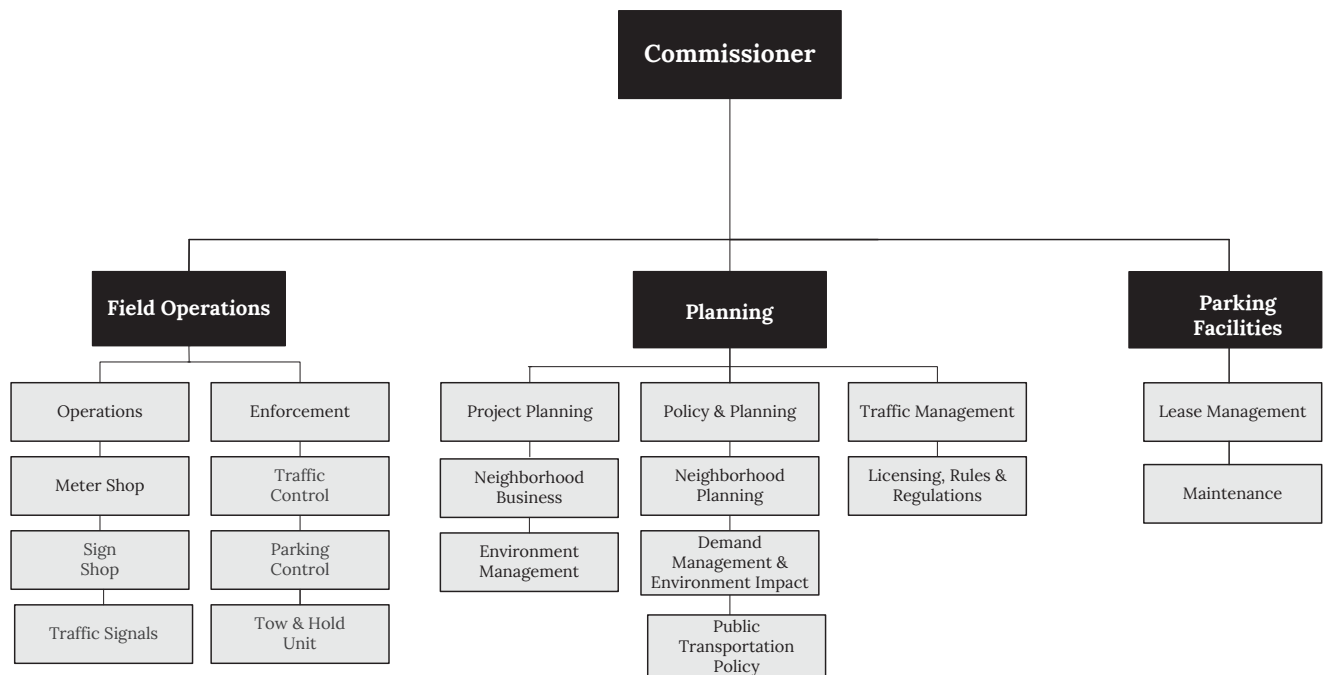 Commissioner
Field Operations
Planning
Parking
Facilities
Operations
Enforcement
Project Planning
Policy & Planning
Traffic Management
Lease Management
Meter Shop
Traffic
Control
Neighborhood
Business
Neighborhood
Planning
Licensing, Rules &
Regulations
Maintenance
Sign
Shop
Parking
Control
Environment
Management
Demand
Management &
Environment Impact
Traffic Signals
Tow & Hold
Unit
Public
Transportation
Policy